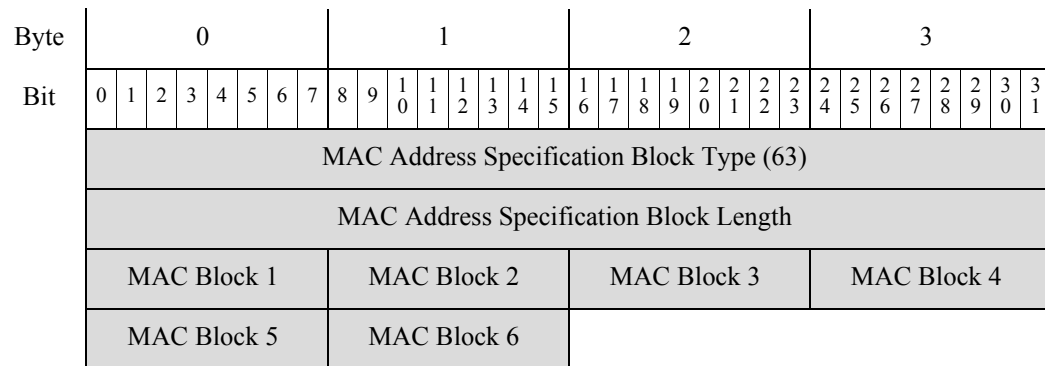 Byte 0 1 2 3
Bit 0 1 2 3 4 5 6 7 8 9 10 11 12 13 14 15 16 17 18 19 20 21 22 23 24 25 26 27 28 29 30 31
MAC Address Specification Block Type (63)
MAC Address Specification Block Length
MAC Block 1 MAC Block 2 MAC Block 3 MAC Block 4
MAC Block 5 MAC Block 6